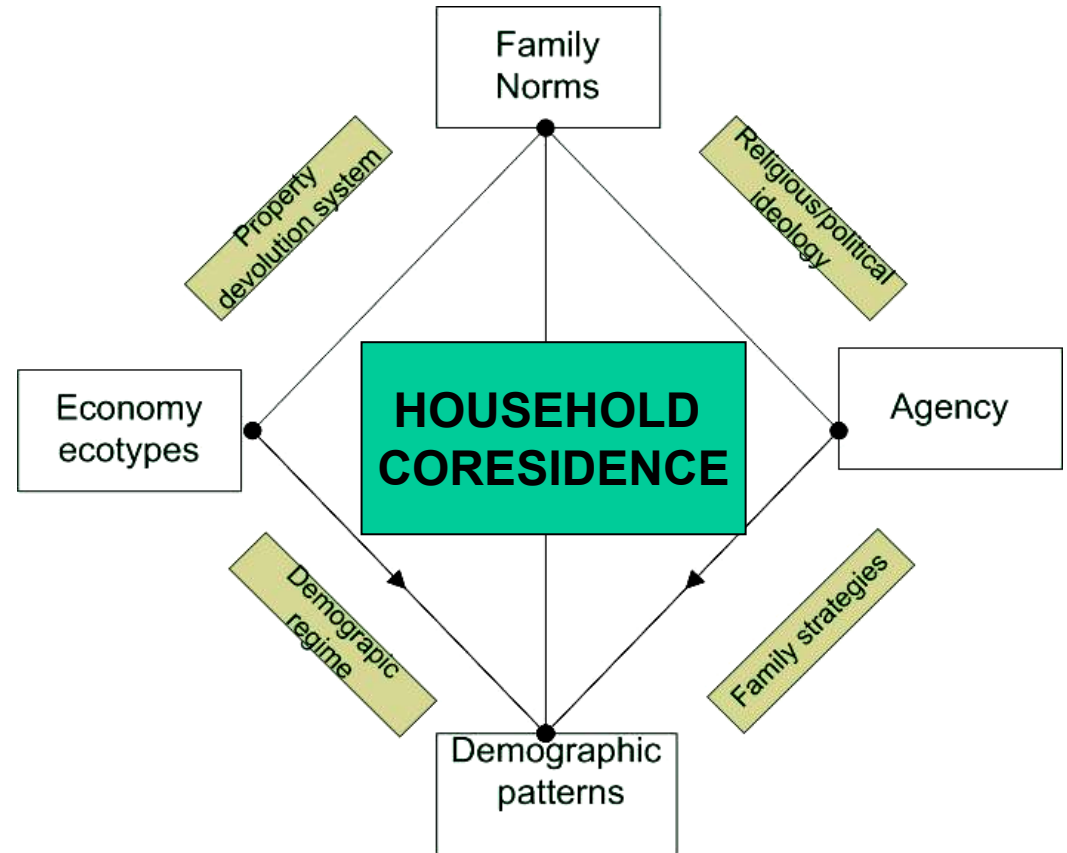 Family
Norms
Property
devolution system
Religious/political
ideology
Economy
ecotypes
HOUSEHOLD
CORESIDENCE
Agency
Demograpic
regime
Family strategies
Demographic
patterns